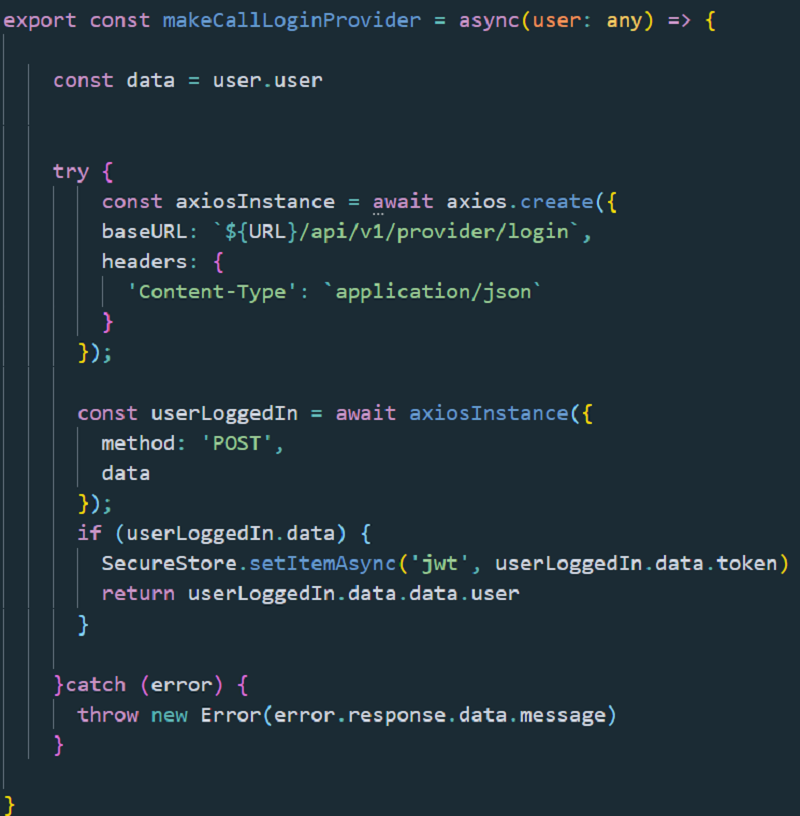 export const makeCallLoginProvider = async(user: any) => {
const data = user.user
try {
const axiosInstance = await axios.create({
baseURL: `${URL}/api/v1/provider/login`,
headers: {
'Content-Type': `application/json`
}
});
const userLoggedIn = await axiosInstance({
method: 'POST',
data
});
if (userLoggedIn.data) {
SecureStore.setItemAsync('jwt', userLoggedIn.data.token)
return userLoggedIn.data.data.user
}
}catch (error) {
throw new Error(error.response.data.message)
}
}